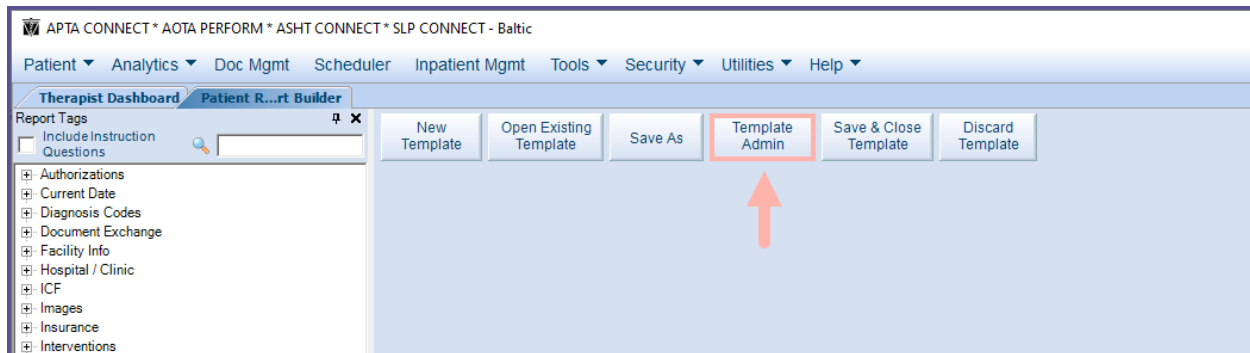 APTA CONNECT * AOTA PERFORM * ASHT CONNECT * SLP CONNECT - Baltic
Patient Analytics Doc Mgmt Scheduler Inpatient Mgmt Tools Security Utilities Help
Therapist Dashboard Patient R...rt Builder
Report Tags
Include Instruction
Questions
New
Template
Open Existing
Template
Save As
Template
Admin
Save & Close
Template
Discard
Template
Authorizations
Current Date
Diagnosis Codes
Document Exchange
Facility Info
Hospital / Clinic
ICF
Images
Insurance
Interventions